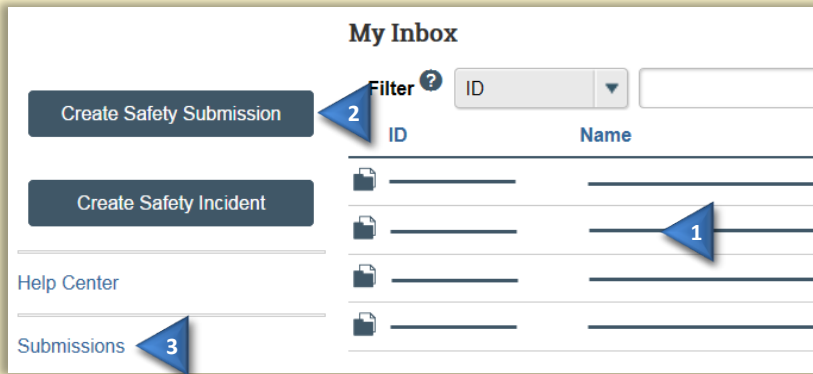 My Inbox
Filter ? ID
Create Safety Submission 2
ID Name
Create Safety Incident
1
Help Center
Submissions 3